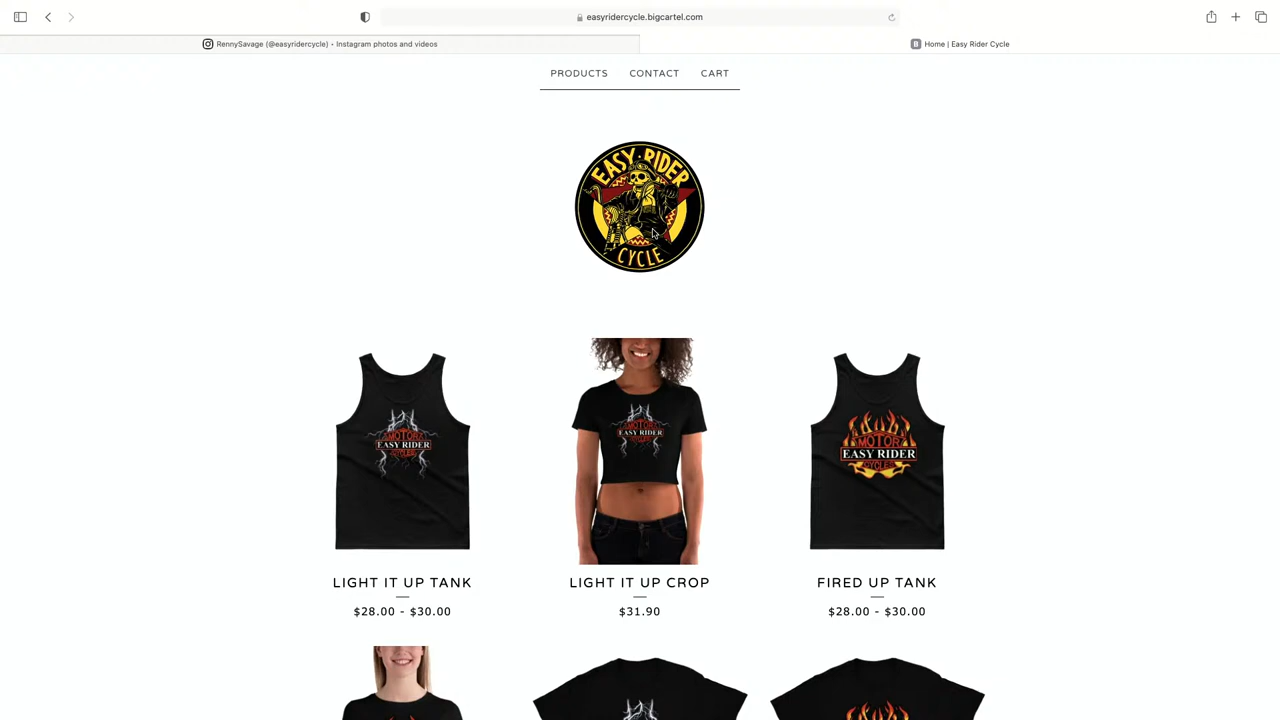 easyridercycle.bigcartel.com
RennySavage (@easyridercycle) • Instagram photos and videos
B Home | Easy Rider Cycle
PRODUCTS CONTACT CART
EASY RIDER
CYCLE
MOTOR
EASY RIDER
CYCLES
MOTOR
EASY RIDER
CYCLES
MOTOR
EASY RIDER
CYCLES
LIGHT IT UP TANK
LIGHT IT UP CROP
FIRED UP TANK
$28.00 - $30.00
$31.90
$28.00 - $30.00